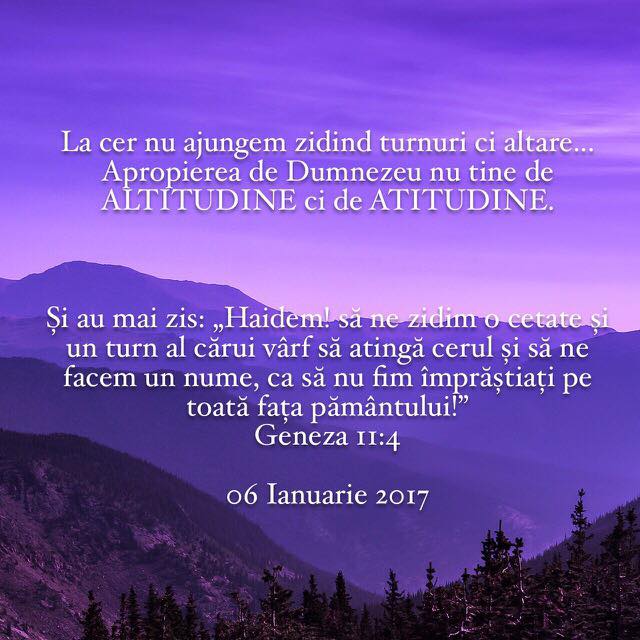 La cer nu ajungem zidind turnuri ci altare...
Apropierea de Dumnezeu nu tine de
ALTITUDINE ci de ATITUDINE.
Și au mai zis: „Haidem! să ne zidim o cetate și
un turn al cărui vârf să atingă cerul și să ne
facem un nume, ca să nu fim împrăștiați pe
toată fața pământului!”
Geneza 11:4
06 Ianuarie 2017